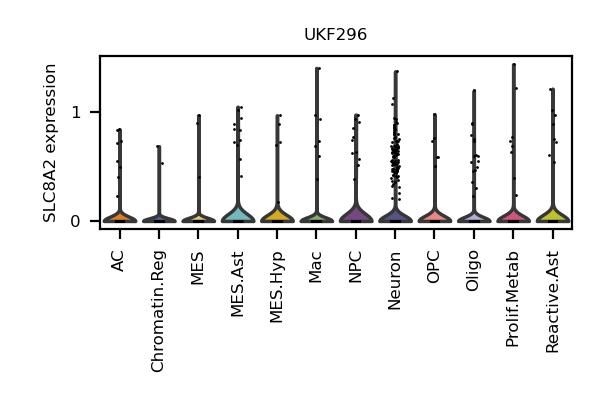 UKF296
SLC8A2 expression
1
0
AC
Chromatin.Reg
MES
MES.Ast
MES.Hyp
Mac
NPC
Neuron
OPC
Oligo
Prolif.Metab
Reactive.Ast